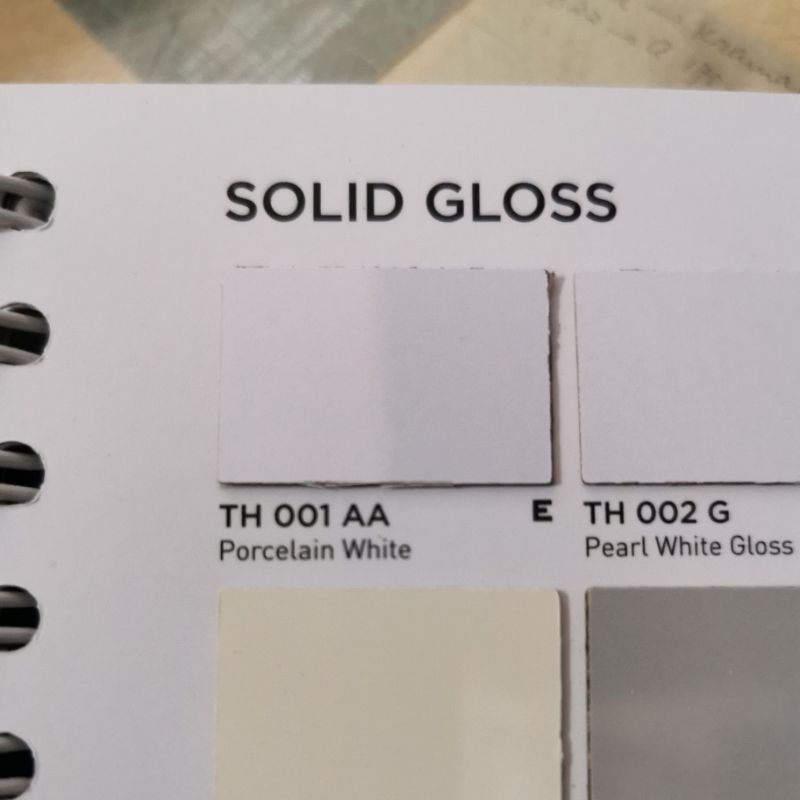 SOLID GLOSS
TH 001 AA
E
Porcelain White
TH 002 G
Pearl White Gloss